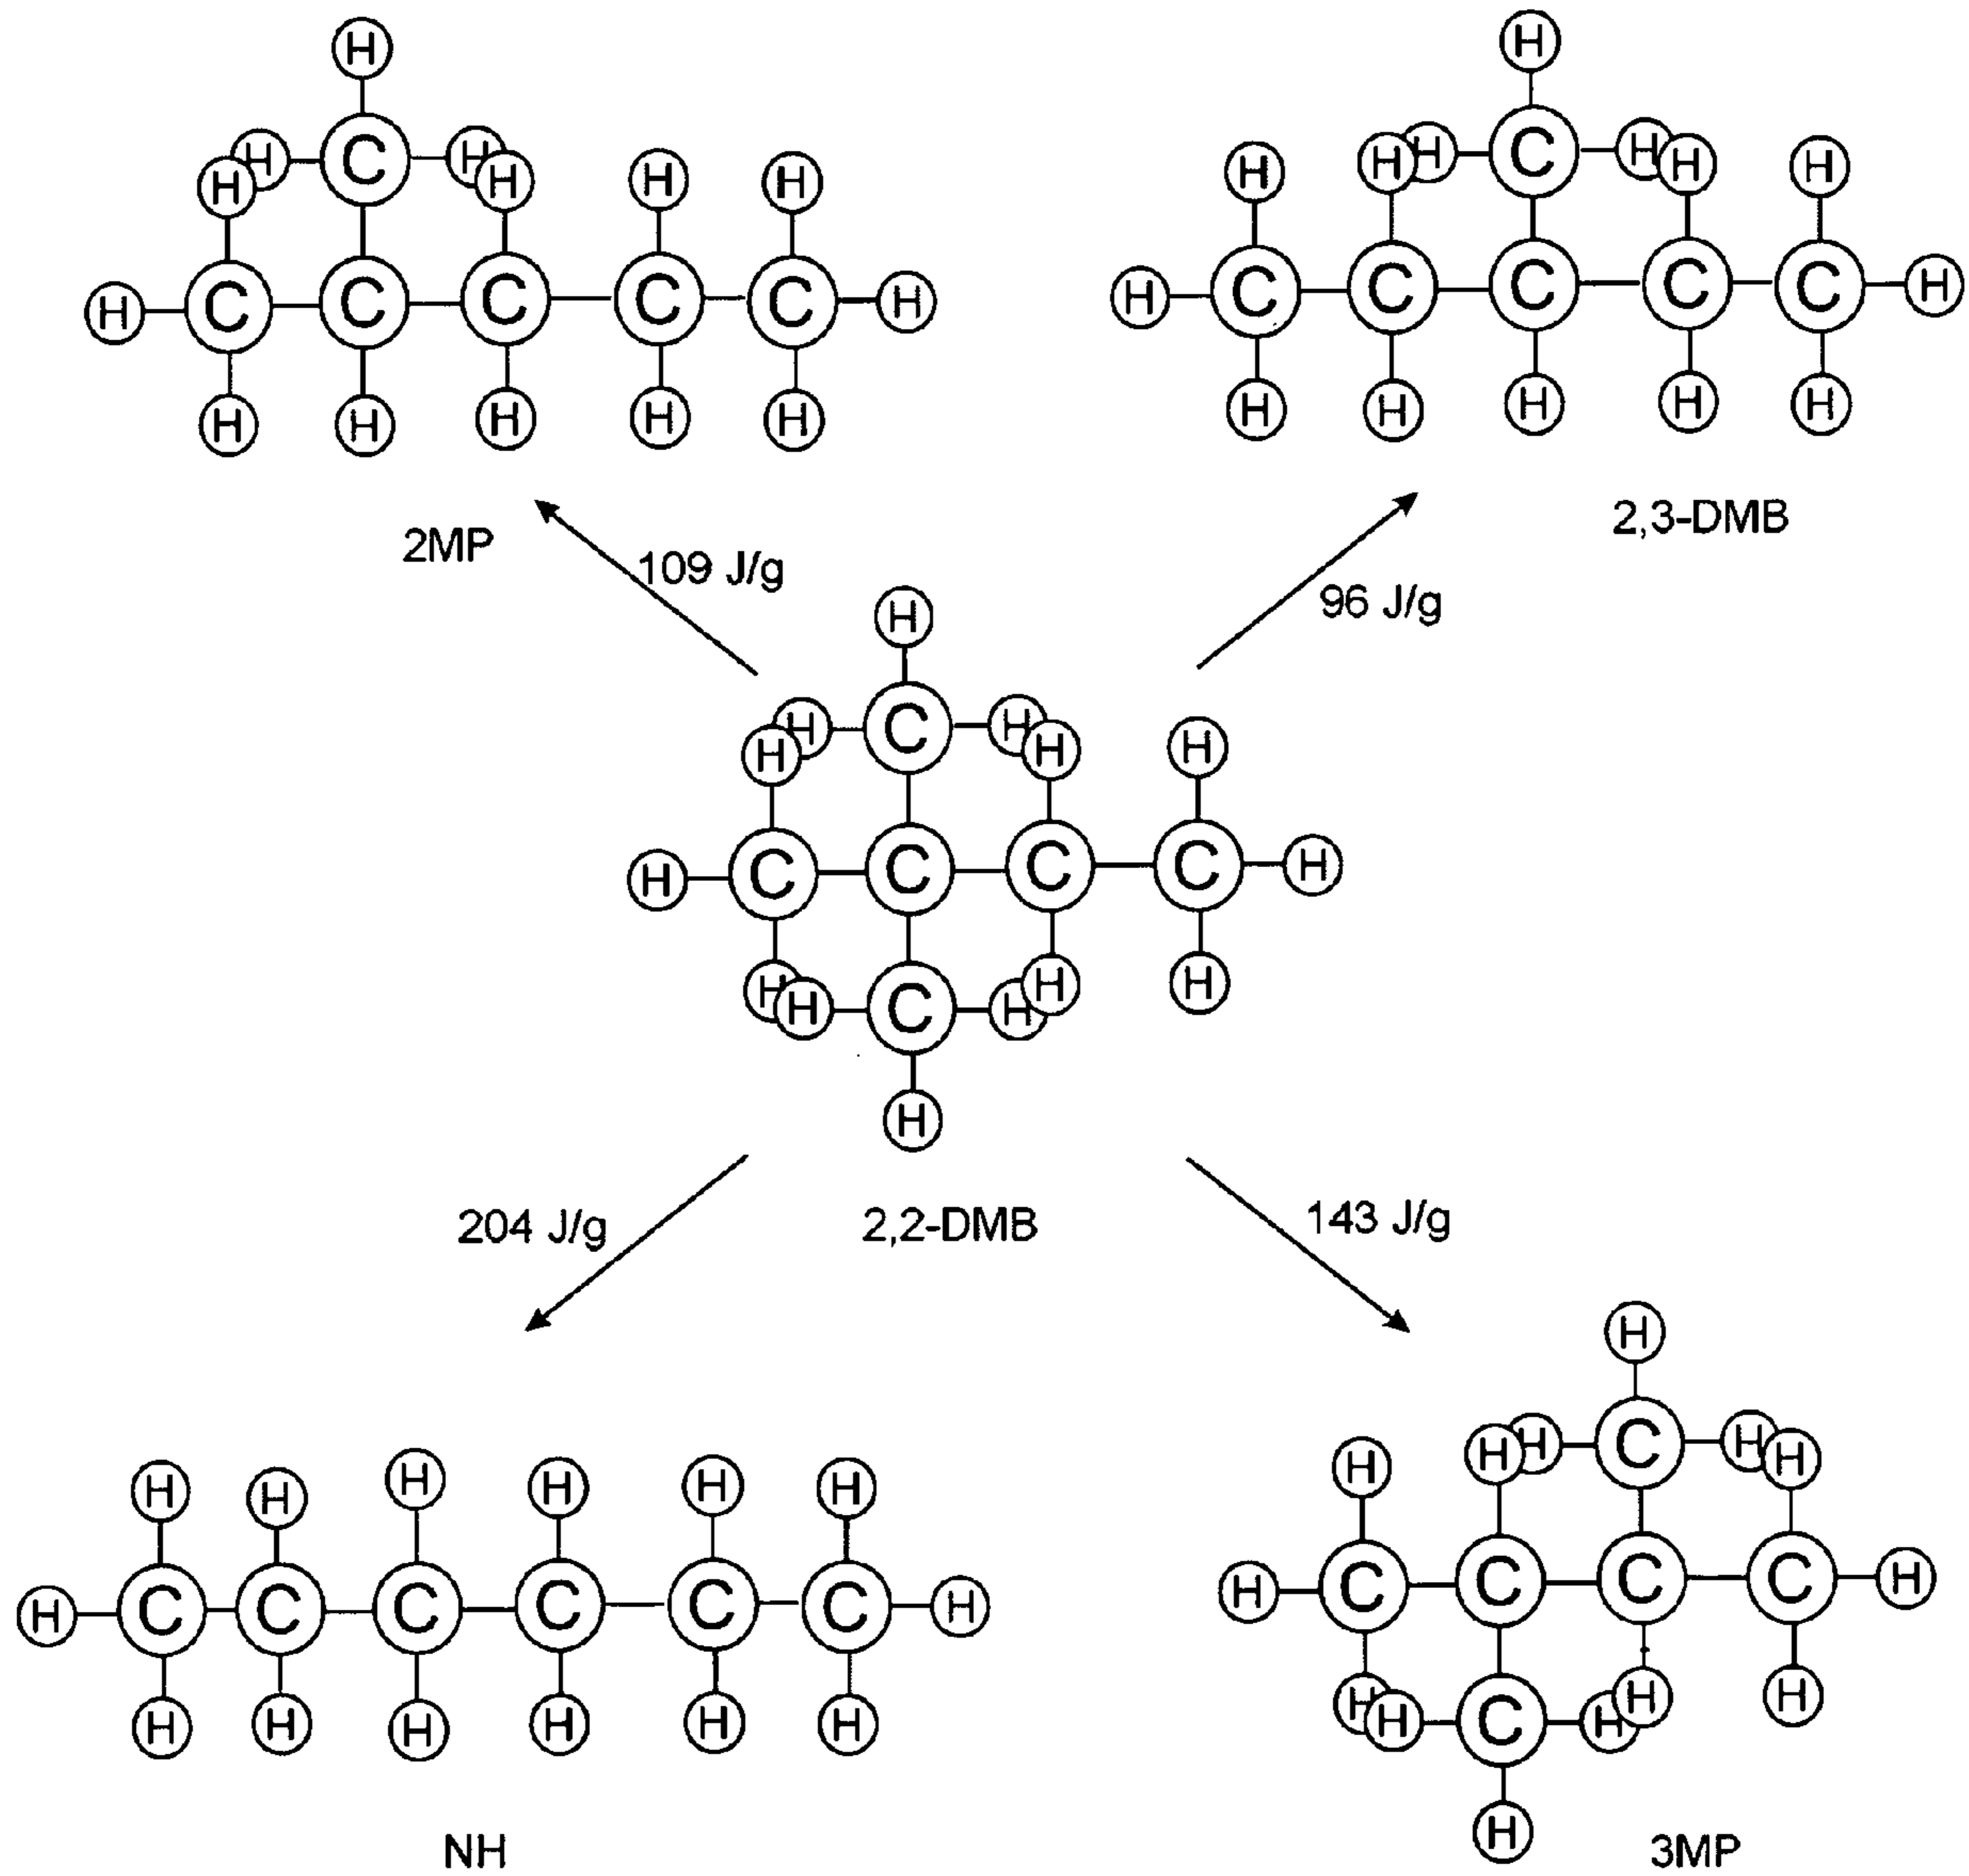 H
H H C H H H H
H C C C C C H
H H H H H
2MP
H
H H H C H H H
H C C C C C H
H H H H H
2,3-DMB
109 J/g
96 J/g
H
H H C H H H
H C C C C H
H H C H H H
H
2,2-DMB
204 J/g
143 J/g
H H H H H H
H C C C C C C H
H H H H H H
NH
H
H H H C H H
H C C C C H
H H C H H H
H
3MP